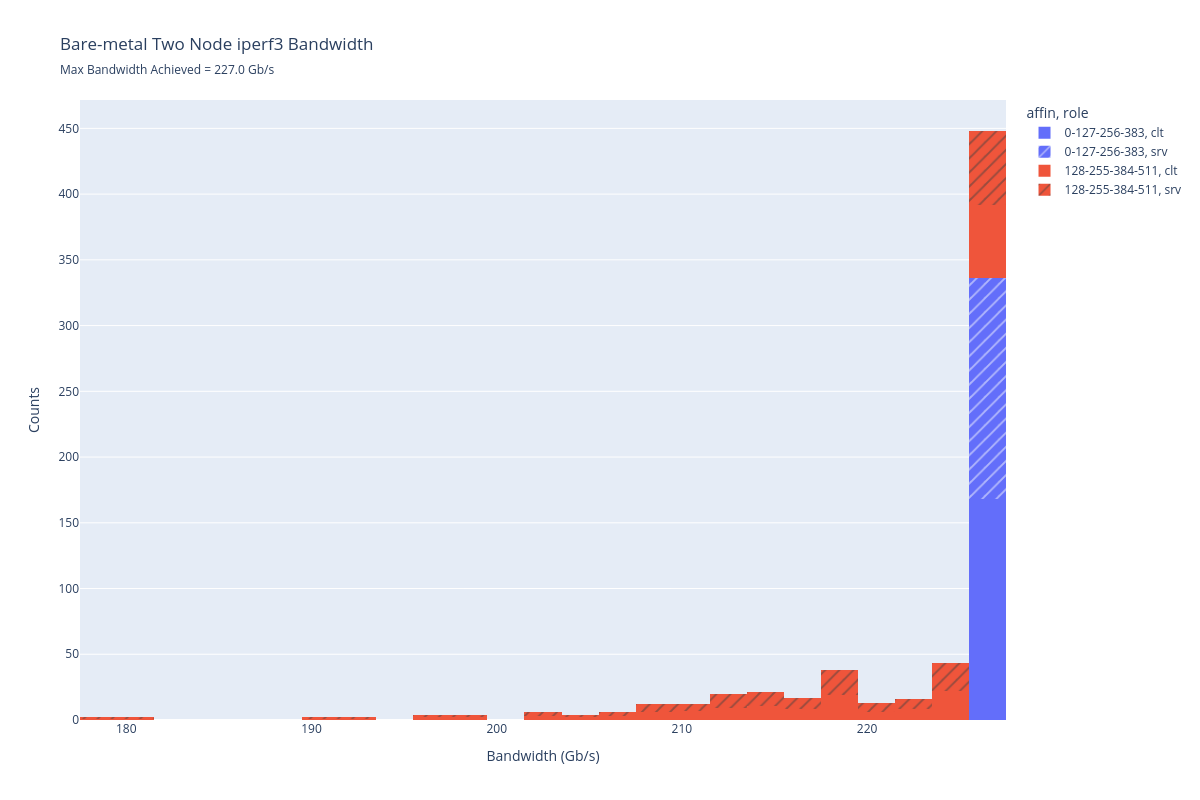 Bare-metal Two Node iperf3 Bandwidth
Max Bandwidth Achieved = 227.0 Gb/s
affin, role
0-127-256-383, clt
0-127-256-383, srv
128-255-384-511, clt
128-255-384-511, srv
Counts
450
400
350
300
250
200
150
100
50
0
180 190 200 210 220
Bandwidth (Gb/s)